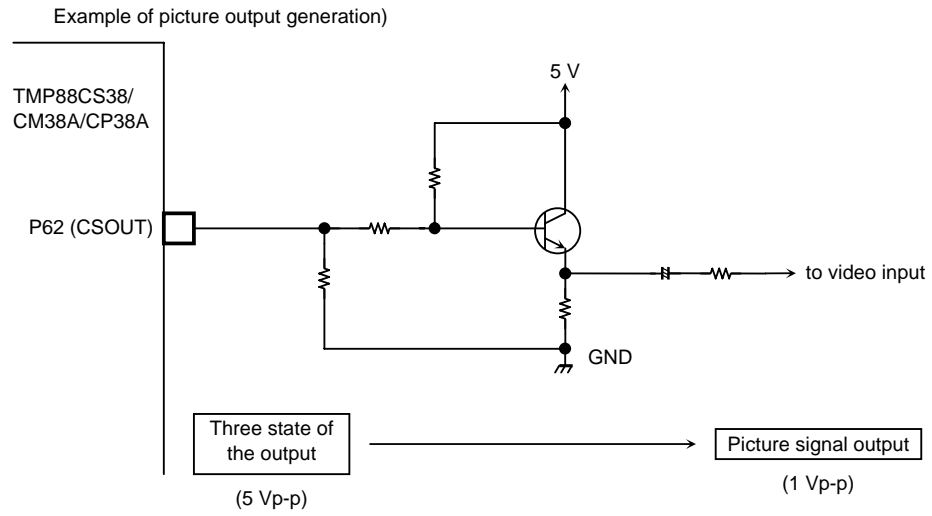 Example of picture output generation)
5 V
TMP88CS38/
CM38A/CP38A
P62 (CSOUT)
to video input
GND
Three state of
the output
Picture signal output
(5 Vp-p)
(1 Vp-p)